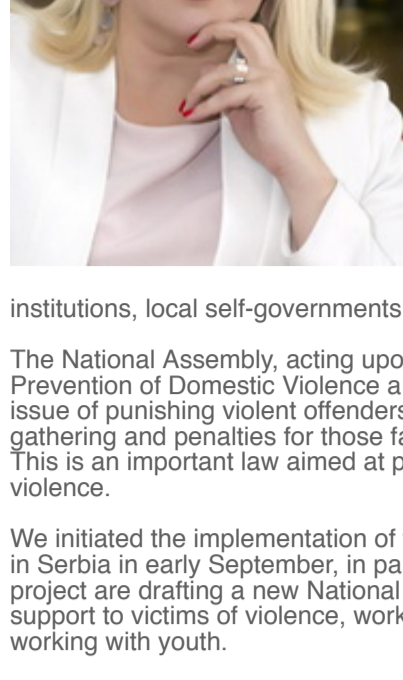 institutions, local self-governments
The National Assembly, acting upo
Prevention of Domestic Violence a
issue of punishing violent offenders
gathering and penalties for those fa
This is an important law aimed at p
violence.
We initiated the implementation of
in Serbia in early September, in pa
project are drafting a new National
support to victims of violence, work
working with youth.